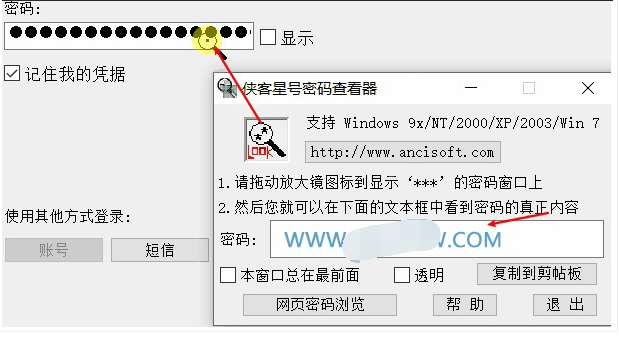 密码：
显示
记住我的凭据
使用其他方式登录：
账号
短信
侠客星号密码查看器
Look
支持 Windows 9x/NT/2000/XP/2003/Win 7
http://www.ancisoft.com
1.请拖动放大镜图标到显示‘***’的密码窗口上
2.然后您就可以在下面的文本框中看到密码的真正内容
密码：
WWW. W.COM
本窗口总在最前面
透明
复制到剪帖板
网页密码浏览
帮 助
退 出